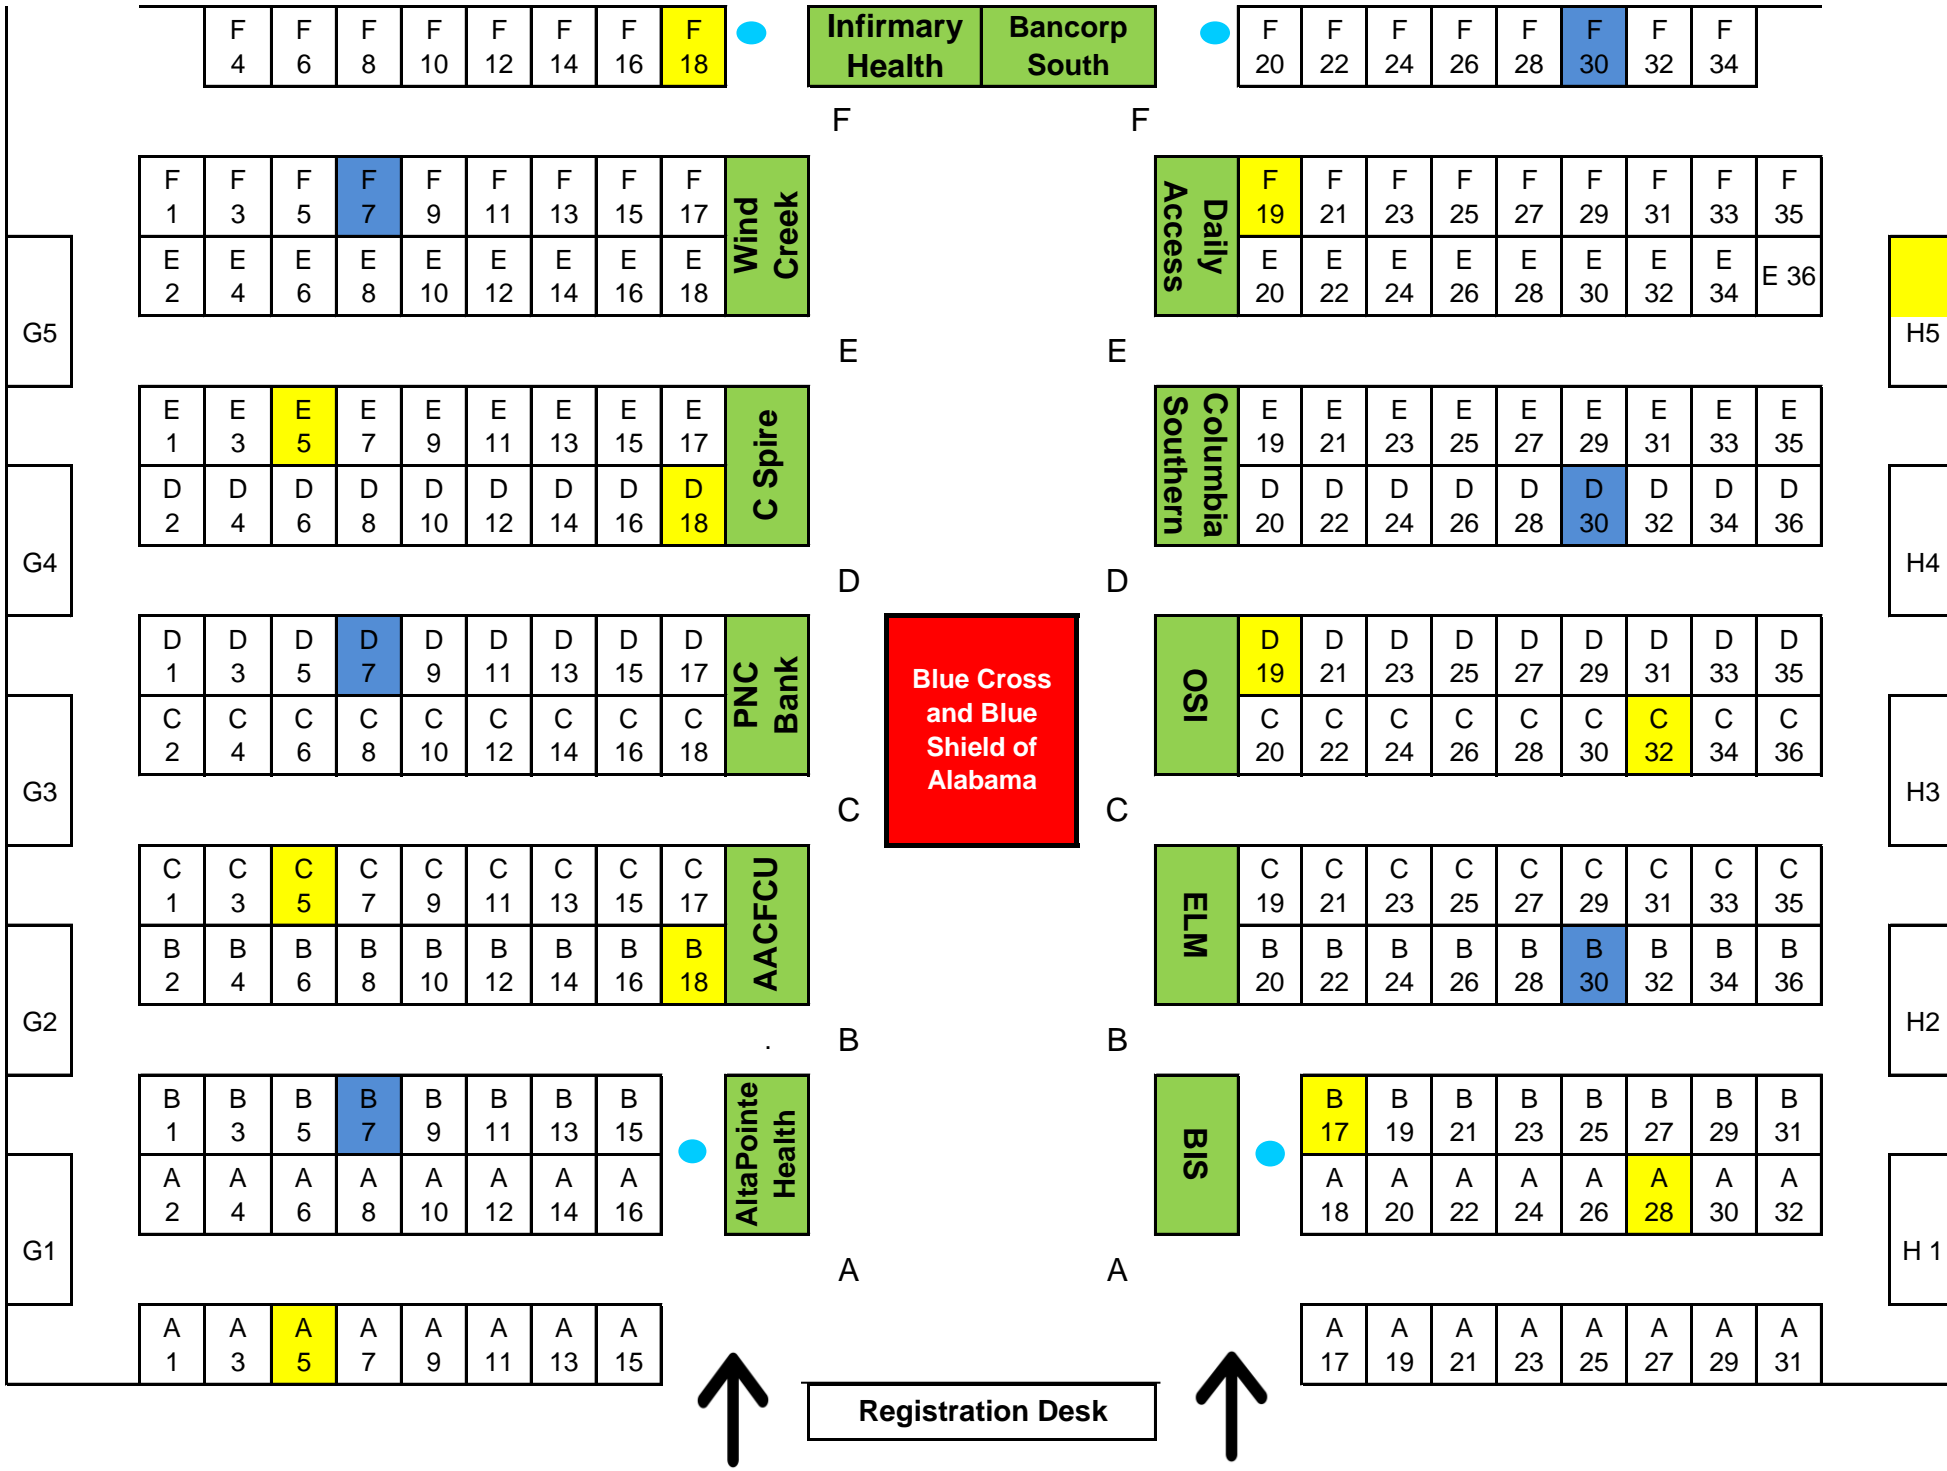 F F F F F F F F Infirmary Bancorp F F F F F F F F
4 6 8 10 12 14 16 18 Health South 20 22 24 26 28 30 32 34
F F
F F F F F F F F F Wind Creek Daily Access F F F F F F F F F
1 3 5 7 9 11 13 15 17 19 21 23 25 27 29 31 33 35
E E E E E E E E E E E E E E E E E E 36
2 4 6 8 10 12 14 16 18 20 22 24 26 28 30 32 34
G5 H5
E E
E E E E E E E E E C Spire Columbia Southern E E E E E E E E E
1 3 5 7 9 11 13 15 17 19 21 23 25 27 29 31 33 35
D D D D D D D D D D D D D D D D D D
2 4 6 8 10 12 14 16 18 20 22 24 26 28 30 32 34 36
G4 H4
D D
D D D D D D D D D PNC Bank OSI D D D D D D D D D
1 3 5 7 9 11 13 15 17 19 21 23 25 27 29 31 33 35
Blue Cross
and Blue
Shield of
Alabama
C C C C C C C C C C C C C C C C C C
2 4 6 8 10 12 14 16 18 20 22 24 26 28 30 32 34 36
G3 H3
C C
C C C C C C C C C AACFCU ELM C C C C C C C C C
1 3 5 7 9 11 13 15 17 19 21 23 25 27 29 31 33 35
B B B B B B B B B B B B B B B B B B
2 4 6 8 10 12 14 16 18 20 22 24 26 28 30 32 34 36
G2 H2
. B B
B B B B B B B B AltaPointe Health BIS B B B B B B B B
1 3 5 7 9 11 13 15 17 19 21 23 25 27 29 31
A A A A A A A A A A A A A A A A
2 4 6 8 10 12 14 16 18 20 22 24 26 28 30 32
G1 H 1
A A
A A A A A A A A A A A A A A A A
1 3 5 7 9 11 13 15 17 19 21 23 25 27 29 31
Registration Desk